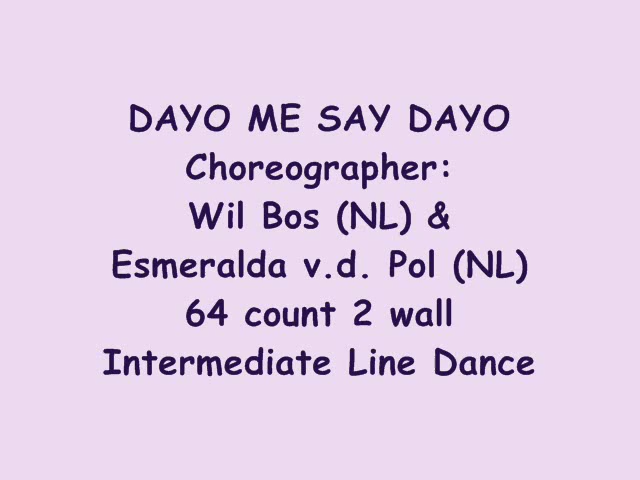 DAYO ME SAY DAYO
Choreographer:
Wil Bos (NL) &
Esmeralda v.d. Pol (NL)
64 count 2 wall
Intermediate Line Dance